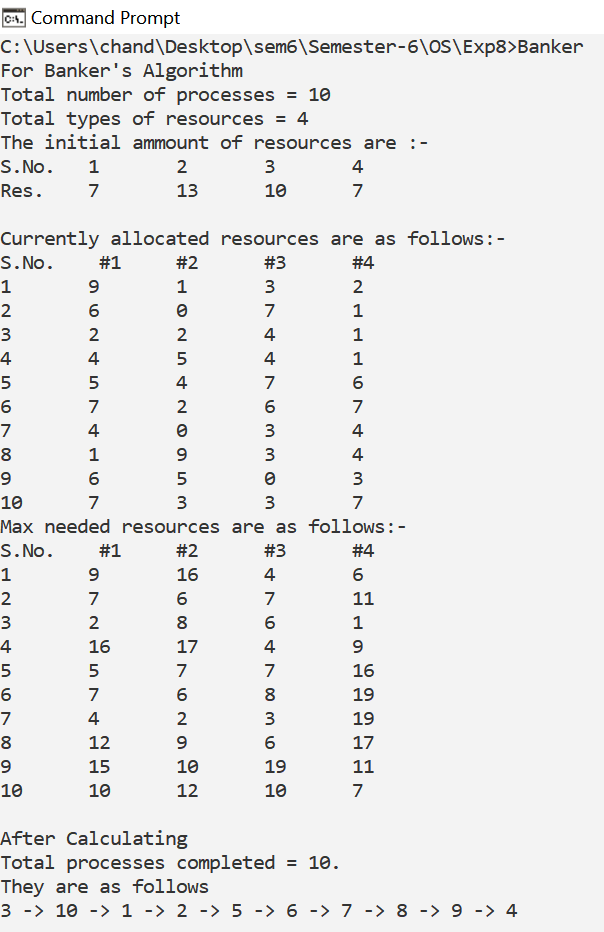 Command Prompt
C:\Users\chand\Desktop\sem6\Semester-6\OS\Exp8>Banker
For Banker's Algorithm
Total number of processes = 10
Total types of resources = 4
The initial ammount of resources are :-
S.No. 1 2 3 4
Res. 7 13 10 7
Currently allocated resources are as follows:-
S.No. #1 #2 #3 #4
1 9 1 3 2
2 6 0 7 1
3 2 2 4 1
4 4 5 4 1
5 5 4 7 6
6 7 2 6 7
7 4 0 3 4
8 1 9 3 4
9 6 5 0 3
10 7 3 3 7
Max needed resources are as follows:-
S.No. #1 #2 #3 #4
1 9 16 4 6
2 7 6 7 11
3 2 8 6 1
4 16 17 4 9
5 5 7 7 16
6 7 6 8 19
7 4 2 3 19
8 12 9 6 17
9 15 10 19 11
10 10 12 10 7
After Calculating
Total processes completed = 10.
They are as follows
3 -> 10 -> 1 -> 2 -> 5 -> 6 -> 7 -> 8 -> 9 -> 4